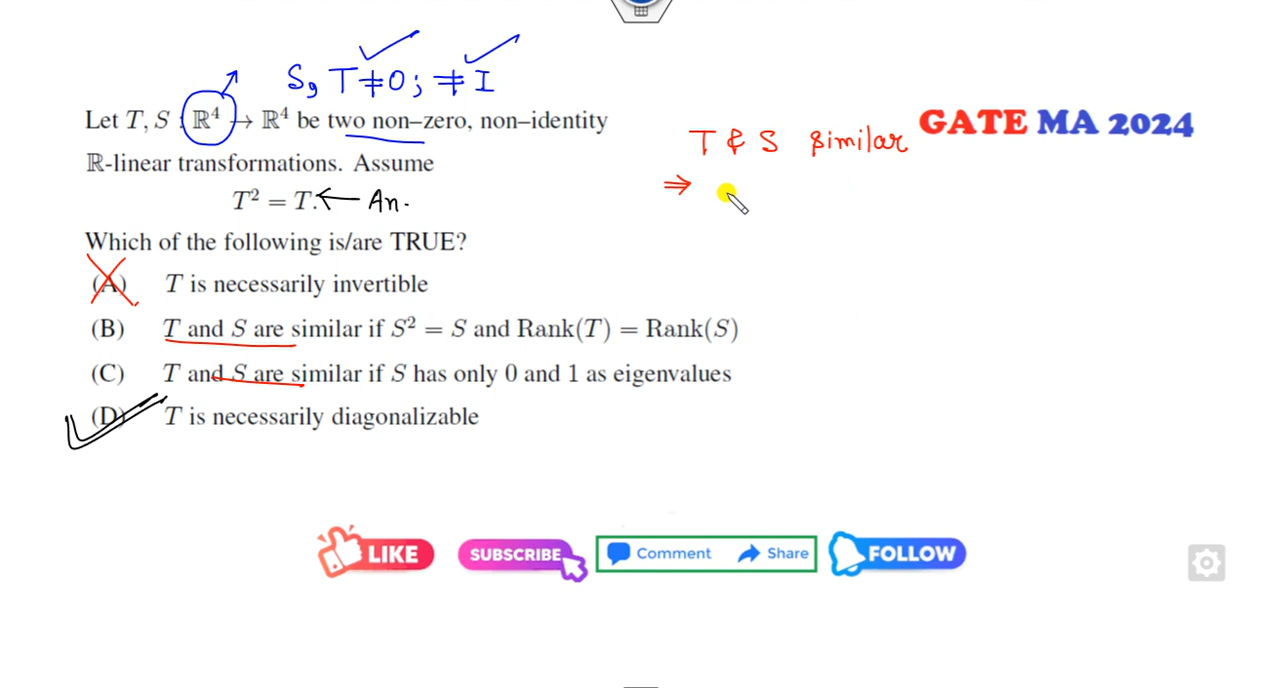 S, T ≠ 0 ; ≠ I
Let T, S : ℝ⁴ → ℝ⁴ be two non–zero, non–identity
ℝ-linear transformations. Assume
T² = T. ← An.
Which of the following is/are TRUE?
(A) T is necessarily invertible
(B) T and S are similar if S² = S and Rank(T) = Rank(S)
(C) T and S are similar if S has only 0 and 1 as eigenvalues
(D) T is necessarily diagonalizable
GATE MA 2024
T & S similar
⇒
LIKE
SUBSCRIBE
Comment
Share
FOLLOW